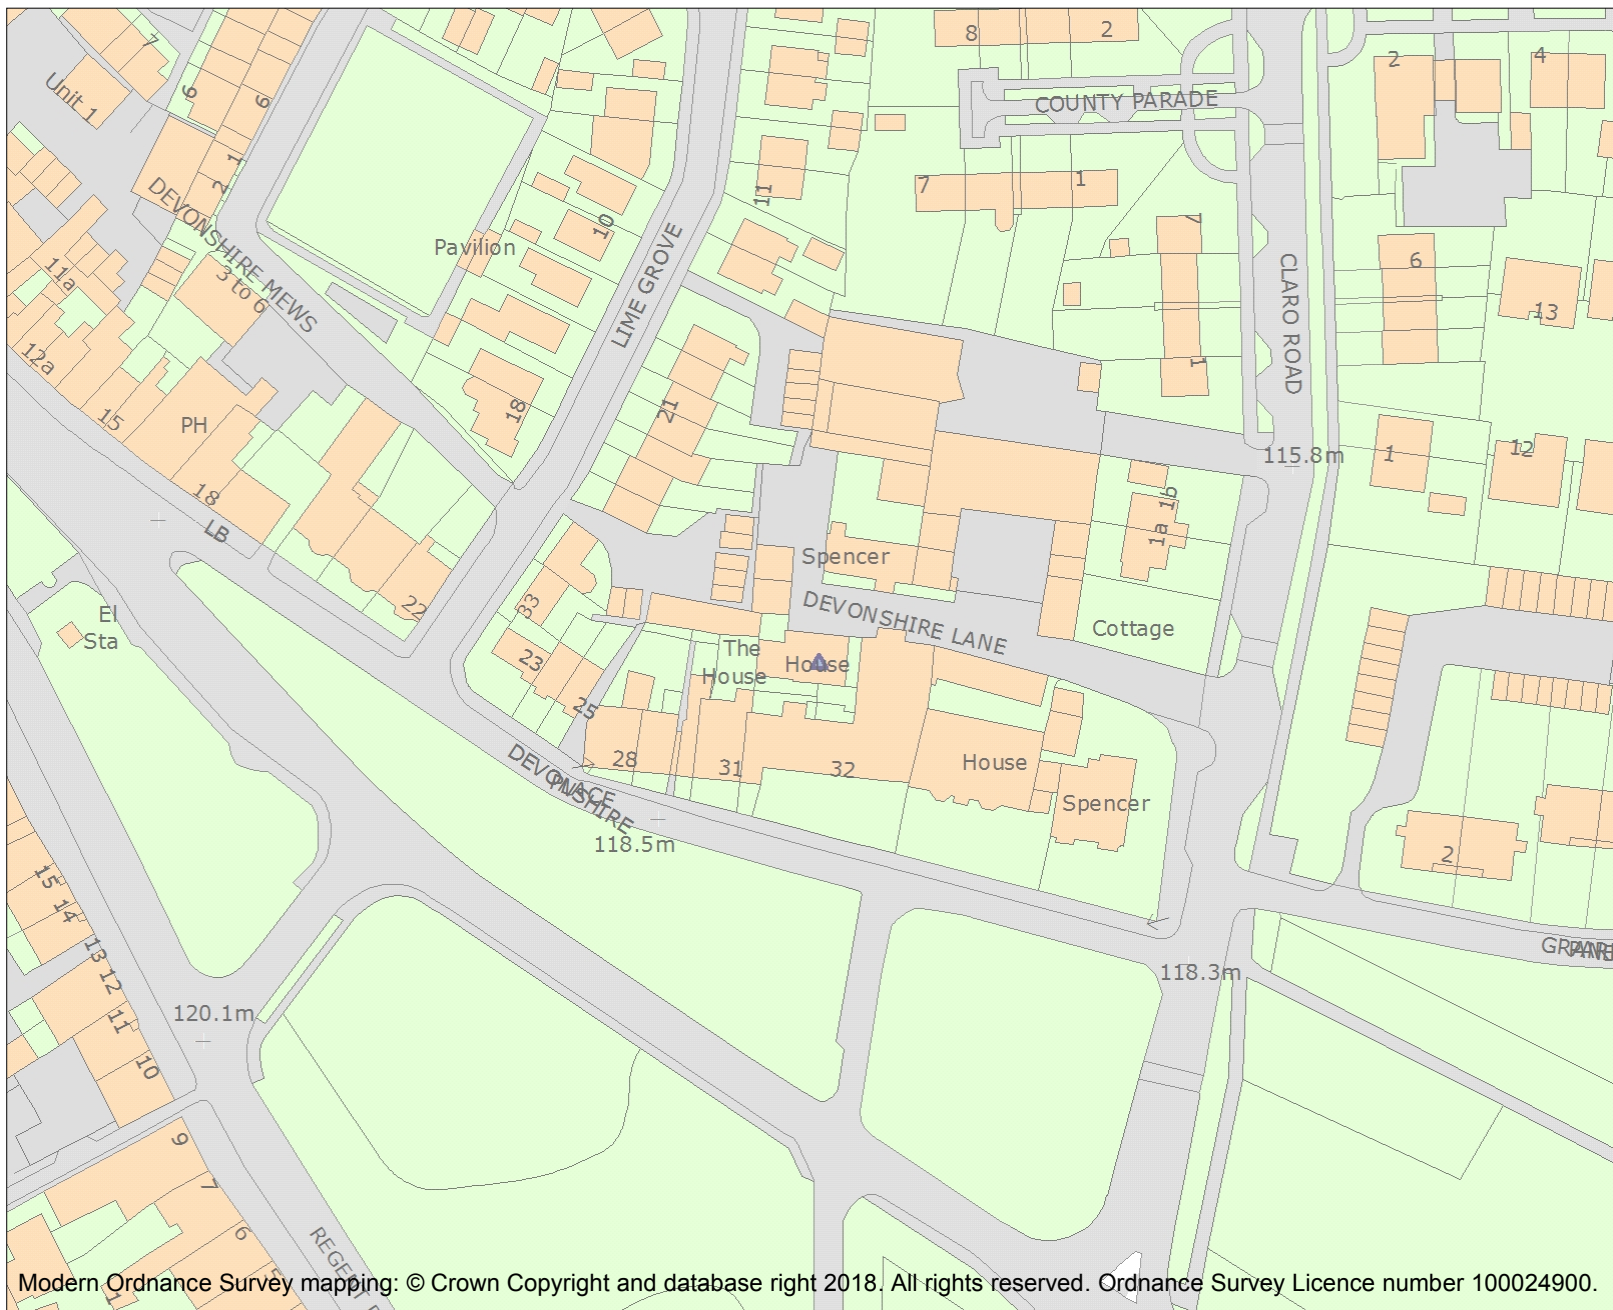 8
2
7
Unit 1
6
6
COUNTY PARADE
2
4
1
2
DEVONSHIRE MEWS
11
7
1
10
7
Pavilion
LIME GROVE
CLARO ROAD
6
11a
3 to 6
13
12a
1
15
PH
18
21
115.8m
1
12
18
LB
1a 1b
Spencer
33
22
DEVONSHIRE LANE
El
Sta
Cottage
23
The
House
House
25
28
31
32
House
Spencer
DEVONSHIRE
PLACE
118.5m
2
15
14
13
12
11
10
118.3m
120.1m
9
7
6
REGENT
Modern Ordnance Survey mapping: © Crown Copyright and database right 2018. All rights reserved. Ordnance Survey Licence number 100024900.